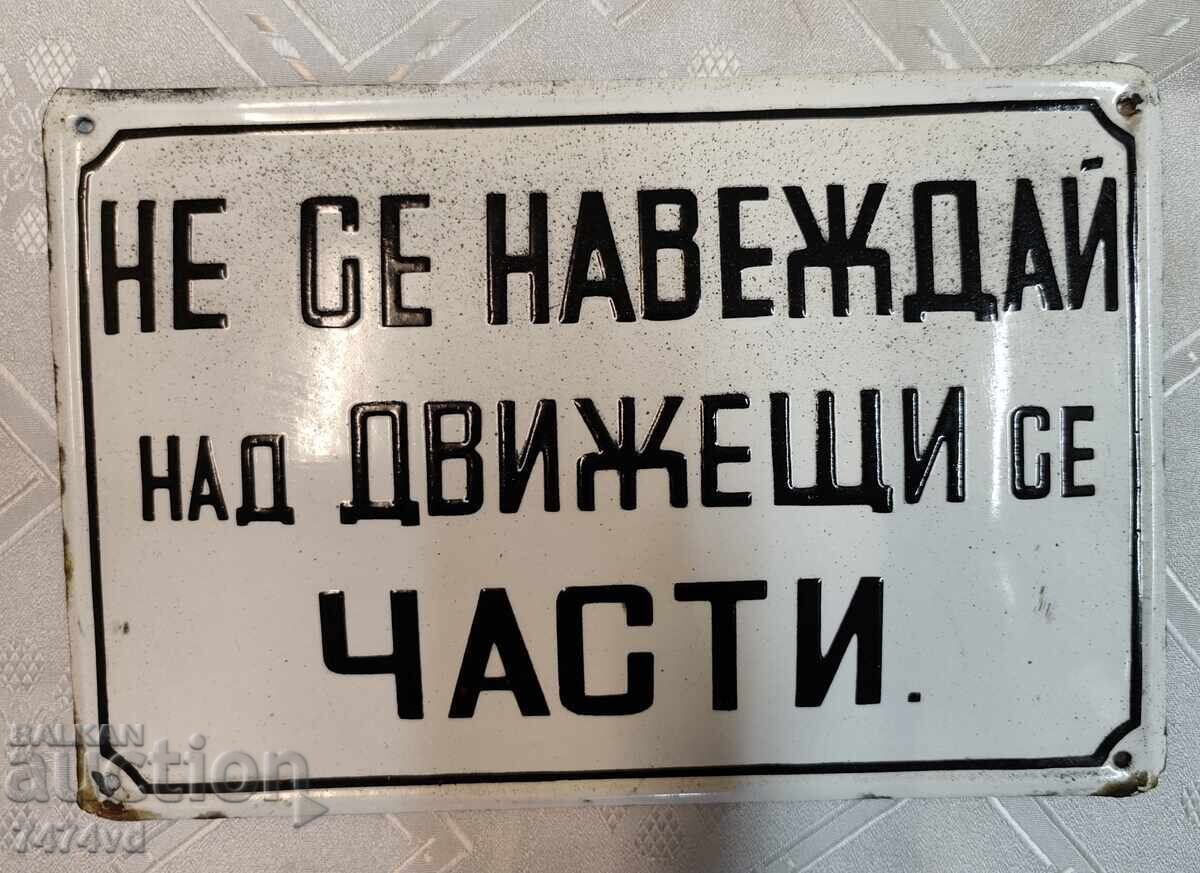 НЕ СЕ НАВЕЖДАЙ
НАД ДВИЖЕЩИ СЕ
ЧАСТИ.
BALKAN
auction
7474vd